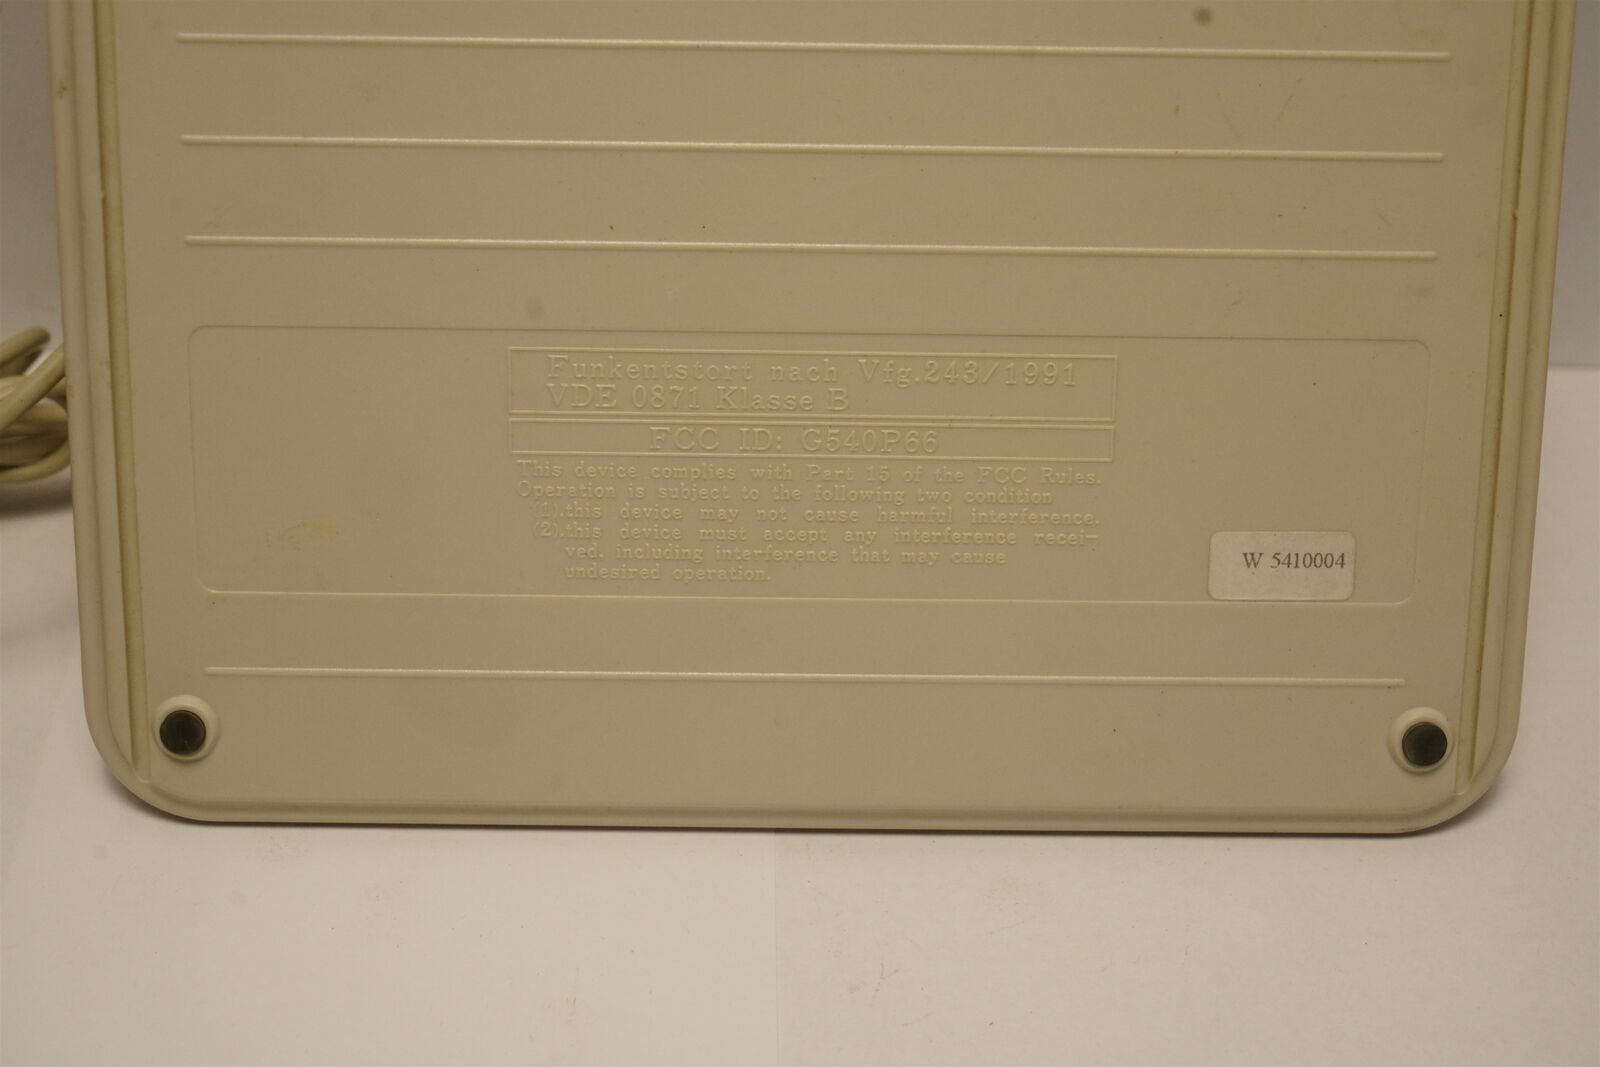 Funkentstort nach Vfg.243/1991
VDE 0871 Klasse B
FCC ID: G540P66
This device complies with Part 15 of the FCC Rules.
Operation is subject to the following two condition
(1).this device may not cause harmful interference.
(2).this device must accept any interference recei-
ved. including interference that may cause
undesired operation.
W 5410004